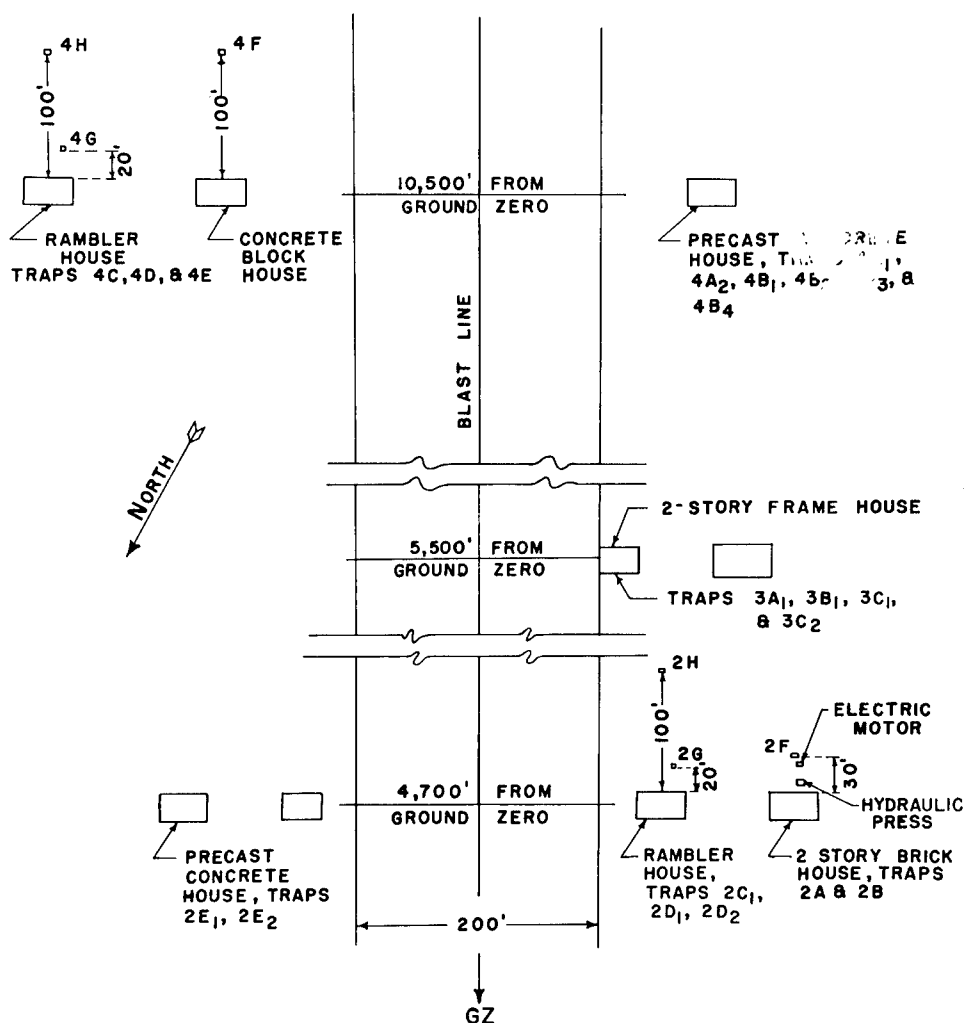 4H
4F
100'
100'
4G
20'
10,500' FROM
GROUND ZERO
RAMBLER
HOUSE
TRAPS 4C, 4D, & 4E
CONCRETE
BLOCK
HOUSE
PRECAST
HOUSE,
4A2, 4B1, &
4B4
BLAST LINE
NORTH
2-STORY FRAME HOUSE
5,500' FROM
GROUND ZERO
TRAPS 3A1, 3B1, 3C1,
& 3C2
2H
100'
2G
20'
ELECTRIC
MOTOR
2F
30'
HYDRAULIC
PRESS
4,700' FROM
GROUND ZERO
PRECAST
CONCRETE
HOUSE, TRAPS
2E1, 2E2
RAMBLER
HOUSE,
TRAPS 2C1,
2D1, 2D2
2 STORY BRICK
HOUSE, TRAPS
2A & 2B
200'
GZ